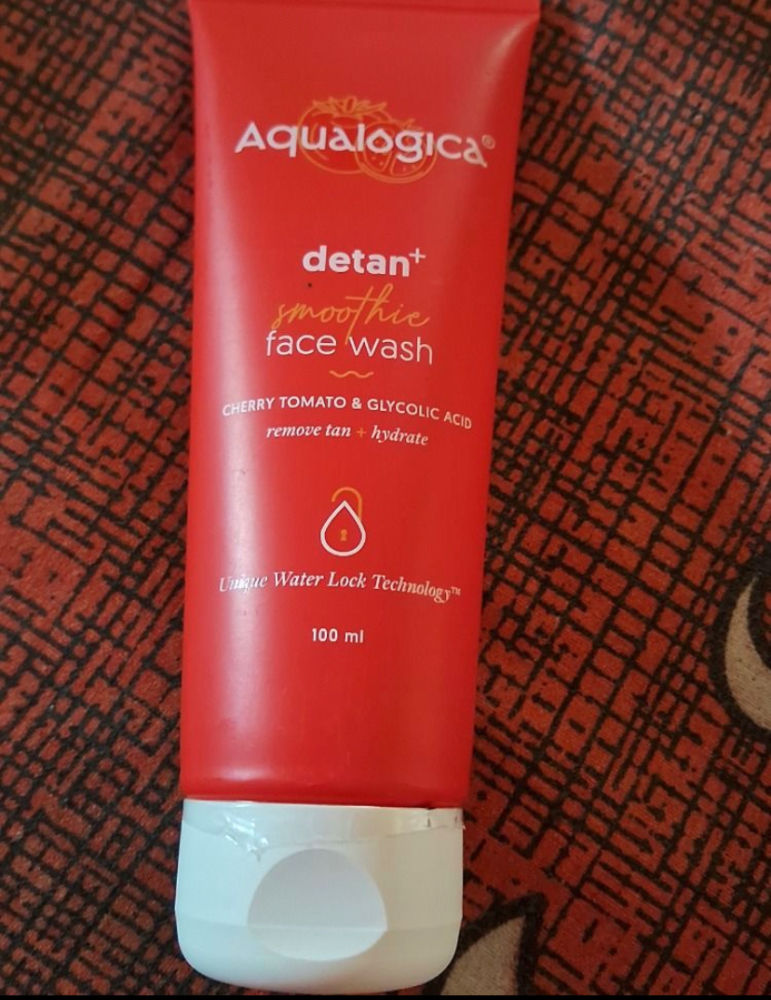 Aqualogica®
detan+
smoothie
face wash
CHERRY TOMATO & GLYCOLIC ACID
remove tan + hydrate
Unique Water Lock Technology™
100 ml